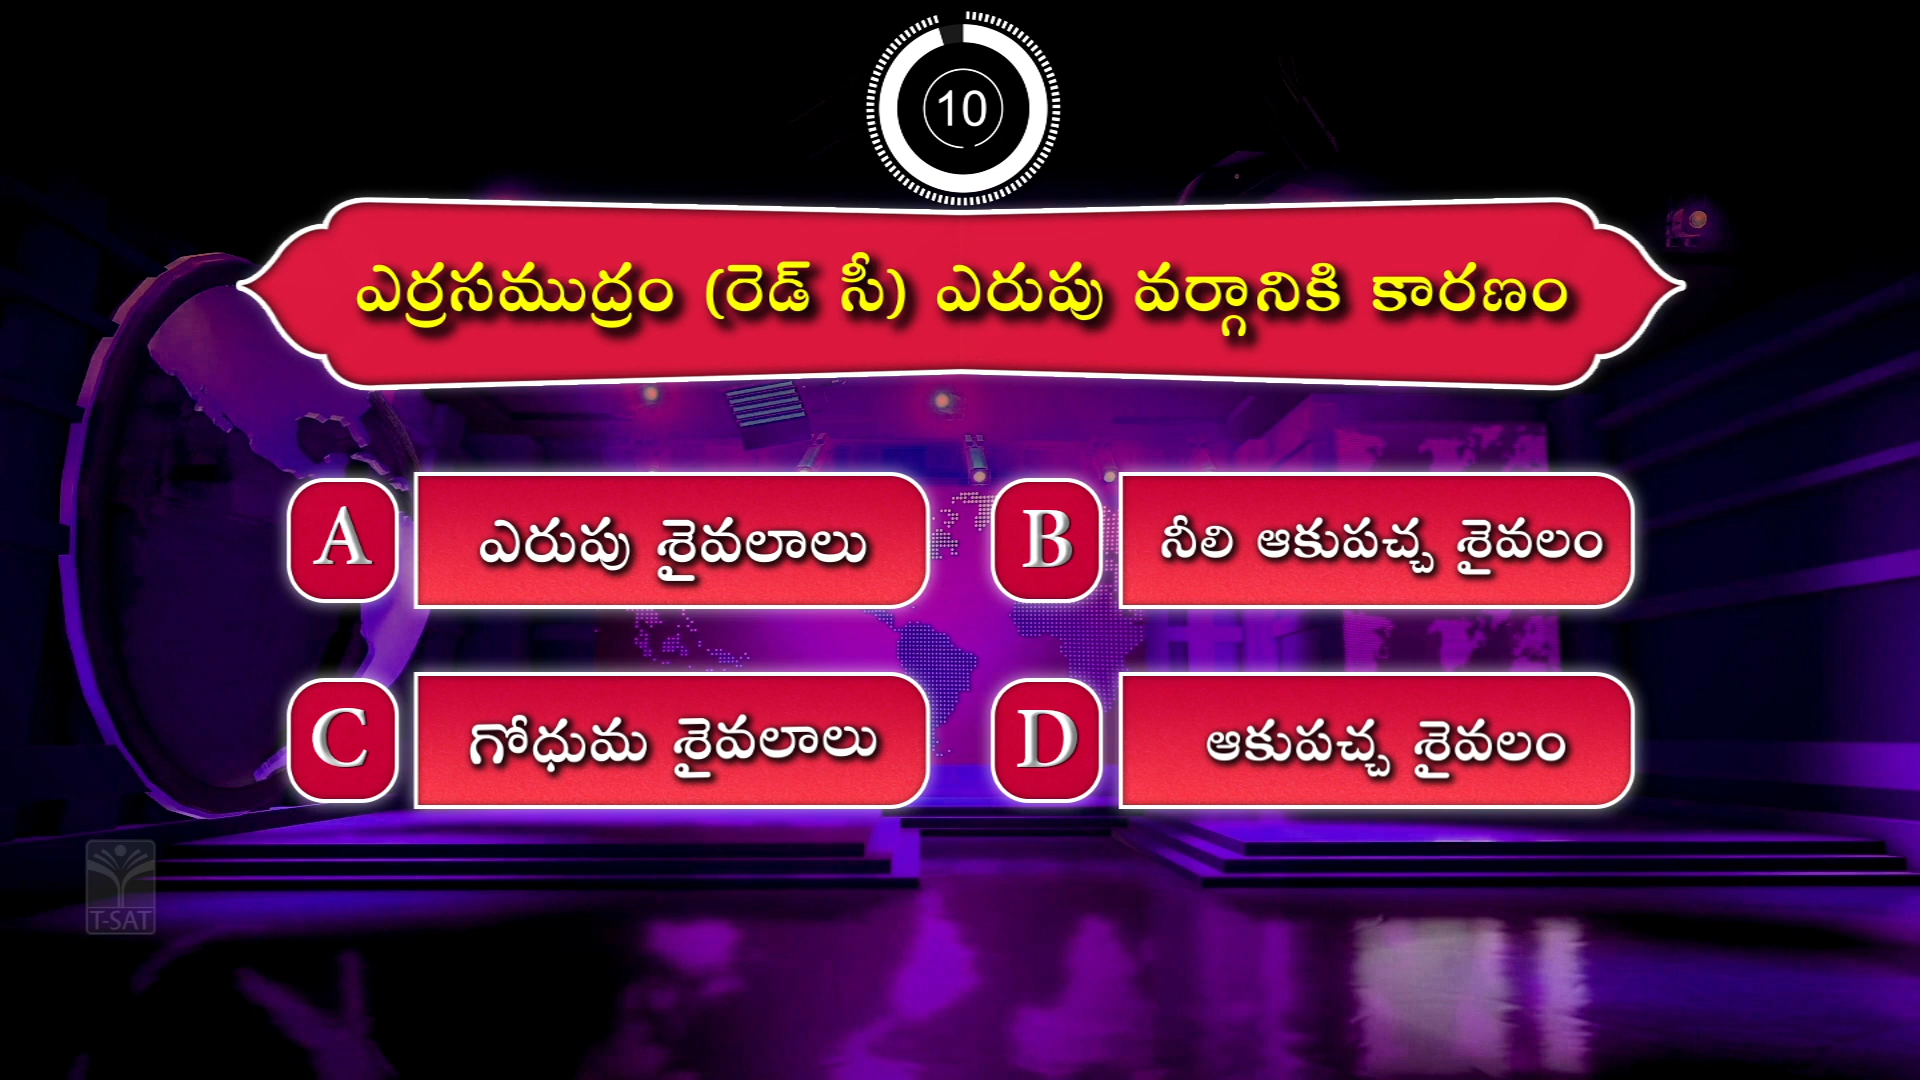 10
ఎర్రసముద్రం (రెడ్ సీ) ఎరుపు వర్గానికి కారణం
A ఎరుపు శైవలాలు
B నీలి ఆకుపచ్చ శైవలం
C గోధుమ శైవలాలు
D ఆకుపచ్చ శైవలం
T-SAT